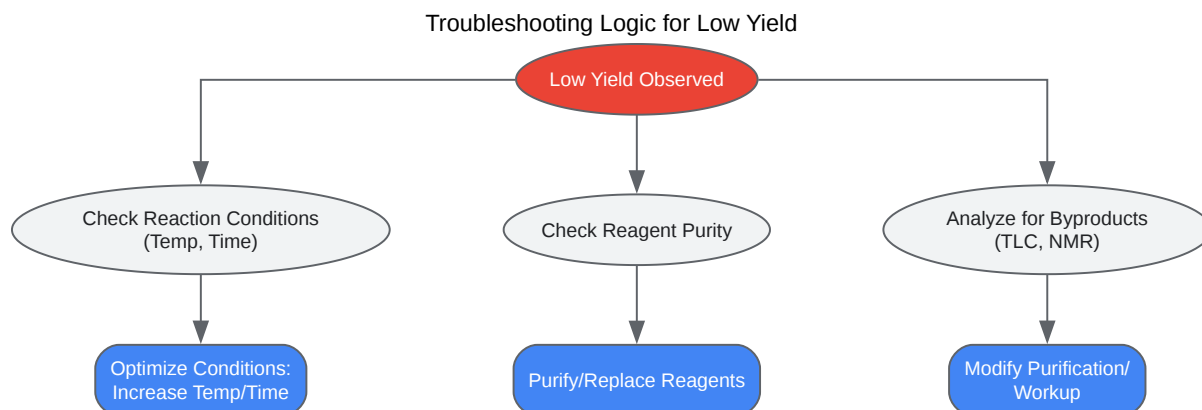 Troubleshooting Logic for Low Yield
Low Yield Observed
Check Reaction Conditions
(Temp, Time)
Check Reagent Purity
Analyze for Byproducts
(TLC, NMR)
Optimize Conditions:
Increase Temp/Time
Purify/Replace Reagents
Modify Purification/
Workup